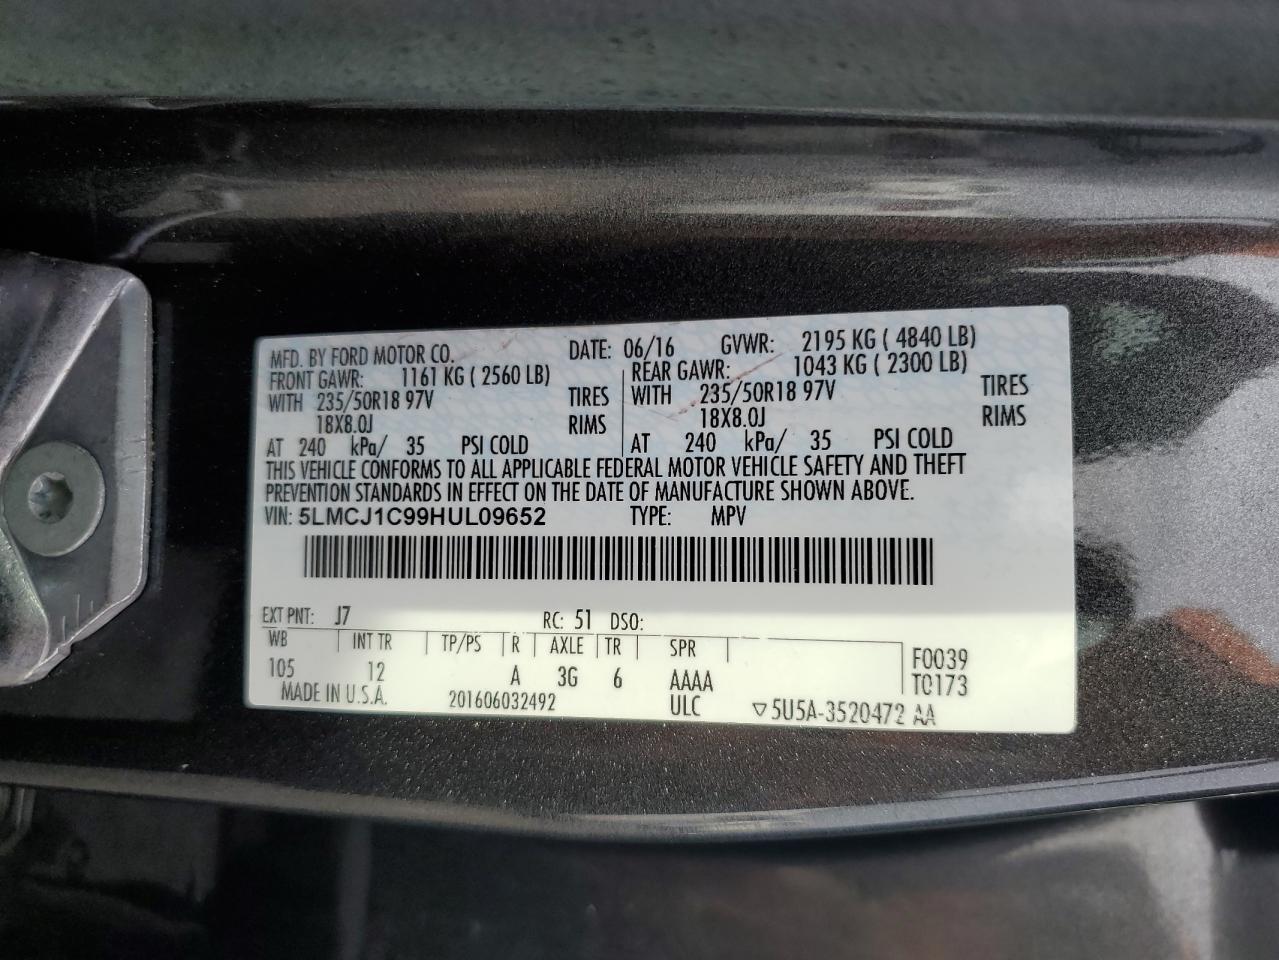 MFD. BY FORD MOTOR CO. DATE: 06/16 GVWR: 2195 KG ( 4840 LB)
FRONT GAWR: 1161 KG ( 2560 LB) REAR GAWR: 1043 KG ( 2300 LB)
WITH 235/50R18 97V TIRES WITH 235/50R18 97V TIRES
18X8.0J RIMS 18X8.0J RIMS
AT 240 kPa/ 35 PSI COLD AT 240 kPa/ 35 PSI COLD
THIS VEHICLE CONFORMS TO ALL APPLICABLE FEDERAL MOTOR VEHICLE SAFETY AND THEFT
PREVENTION STANDARDS IN EFFECT ON THE DATE OF MANUFACTURE SHOWN ABOVE.
VIN: 5LMCJ1C99HUL09652 TYPE: MPV
EXT PNT: J7 RC: 51 DSO:
WB INT TR TP/PS R AXLE TR SPR F0039
105 12 A 3G 6 AAAA T0173
MADE IN U.S.A. 201606032492 ULC ▽5U5A-3520472 AA